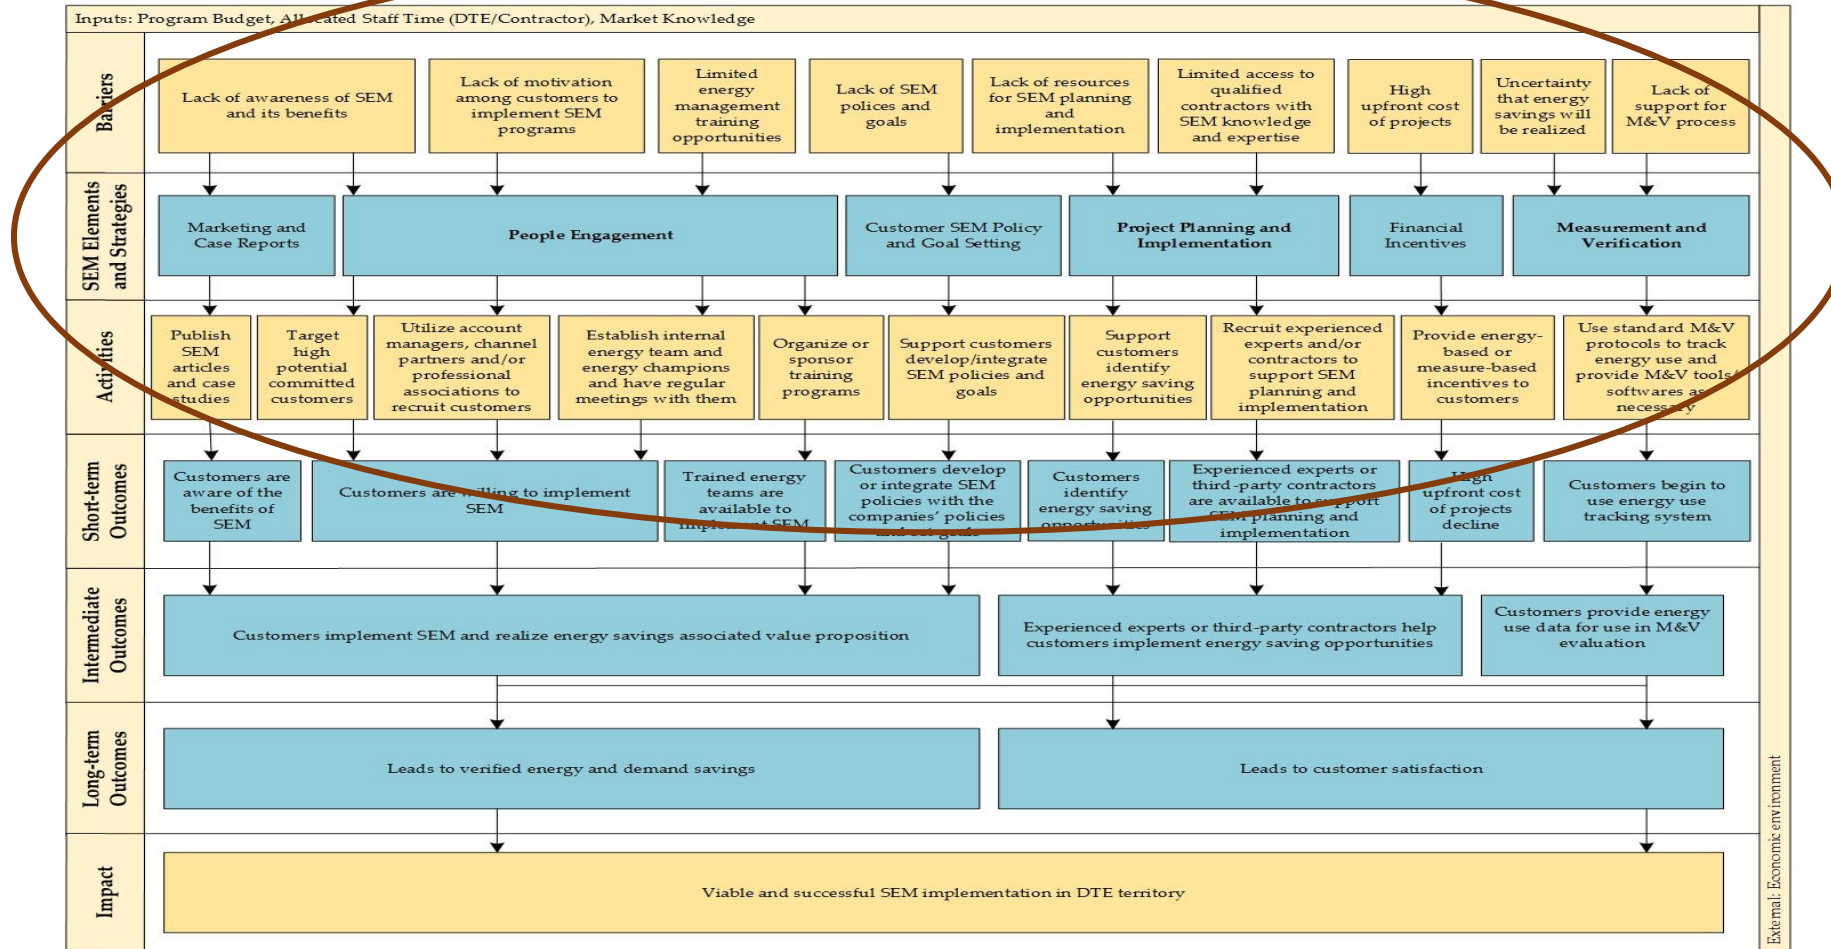 Inputs: Program Budget, Allocated Staff Time (DTE/Contractor), Market Knowledge
Barriers
Lack of awareness of SEM
and its benefits
Lack of motivation
among customers to
implement SEM
programs
Limited
energy
management
training
opportunities
Lack of SEM
polices and
goals
Lack of resources
for SEM planning
and
implementation
Limited access to
qualified
contractors with
SEM knowledge
and expertise
High
upfront cost
of projects
Uncertainty
that energy
savings will
be realized
Lack of
support for
M&V process
SEM Elements
and Strategies
Marketing and
Case Reports
People Engagement
Customer SEM Policy
and Goal Setting
Project Planning and
Implementation
Financial
Incentives
Measurement and
Verification
Activities
Publish
SEM
articles
and case
studies
Target
high
potential
committed
customers
Utilize account
managers, channel
partners and/or
professional
associations to
recruit customers
Establish internal
energy team and
energy champions
and have regular
meetings with them
Organize or
sponsor
training
programs
Support customers
develop/integrate
SEM policies and
goals
Support
customers
identify
energy saving
opportunities
Recruit experienced
experts and/or
contractors to
support SEM
planning and
implementation
Provide energy-
based or
measure-based
incentives to
customers
Use standard M&V
protocols to track
energy use and
provide M&V tools/
softwares as
necessary
Short-term
Outcomes
Customers are
aware of the
benefits of
SEM
Customers are willing to implement
SEM
Trained energy
teams are
available to
implement SEM
Customers develop
or integrate SEM
policies with the
companies' policies
and set goals
Customers
identify
energy saving
opportunities
Experienced experts or
third-party contractors
are available to support
SEM planning and
implementation
High
upfront cost
of projects
decline
Customers begin to
use energy use
tracking system
Intermediate
Outcomes
Customers implement SEM and realize energy savings associated value proposition
Experienced experts or third-party contractors help
customers implement energy saving opportunities
Customers provide energy
use data for use in M&V
evaluation
Long-term
Outcomes
Leads to verified energy and demand savings
Leads to customer satisfaction
Impact
Viable and successful SEM implementation in DTE territory
External: Economic environment